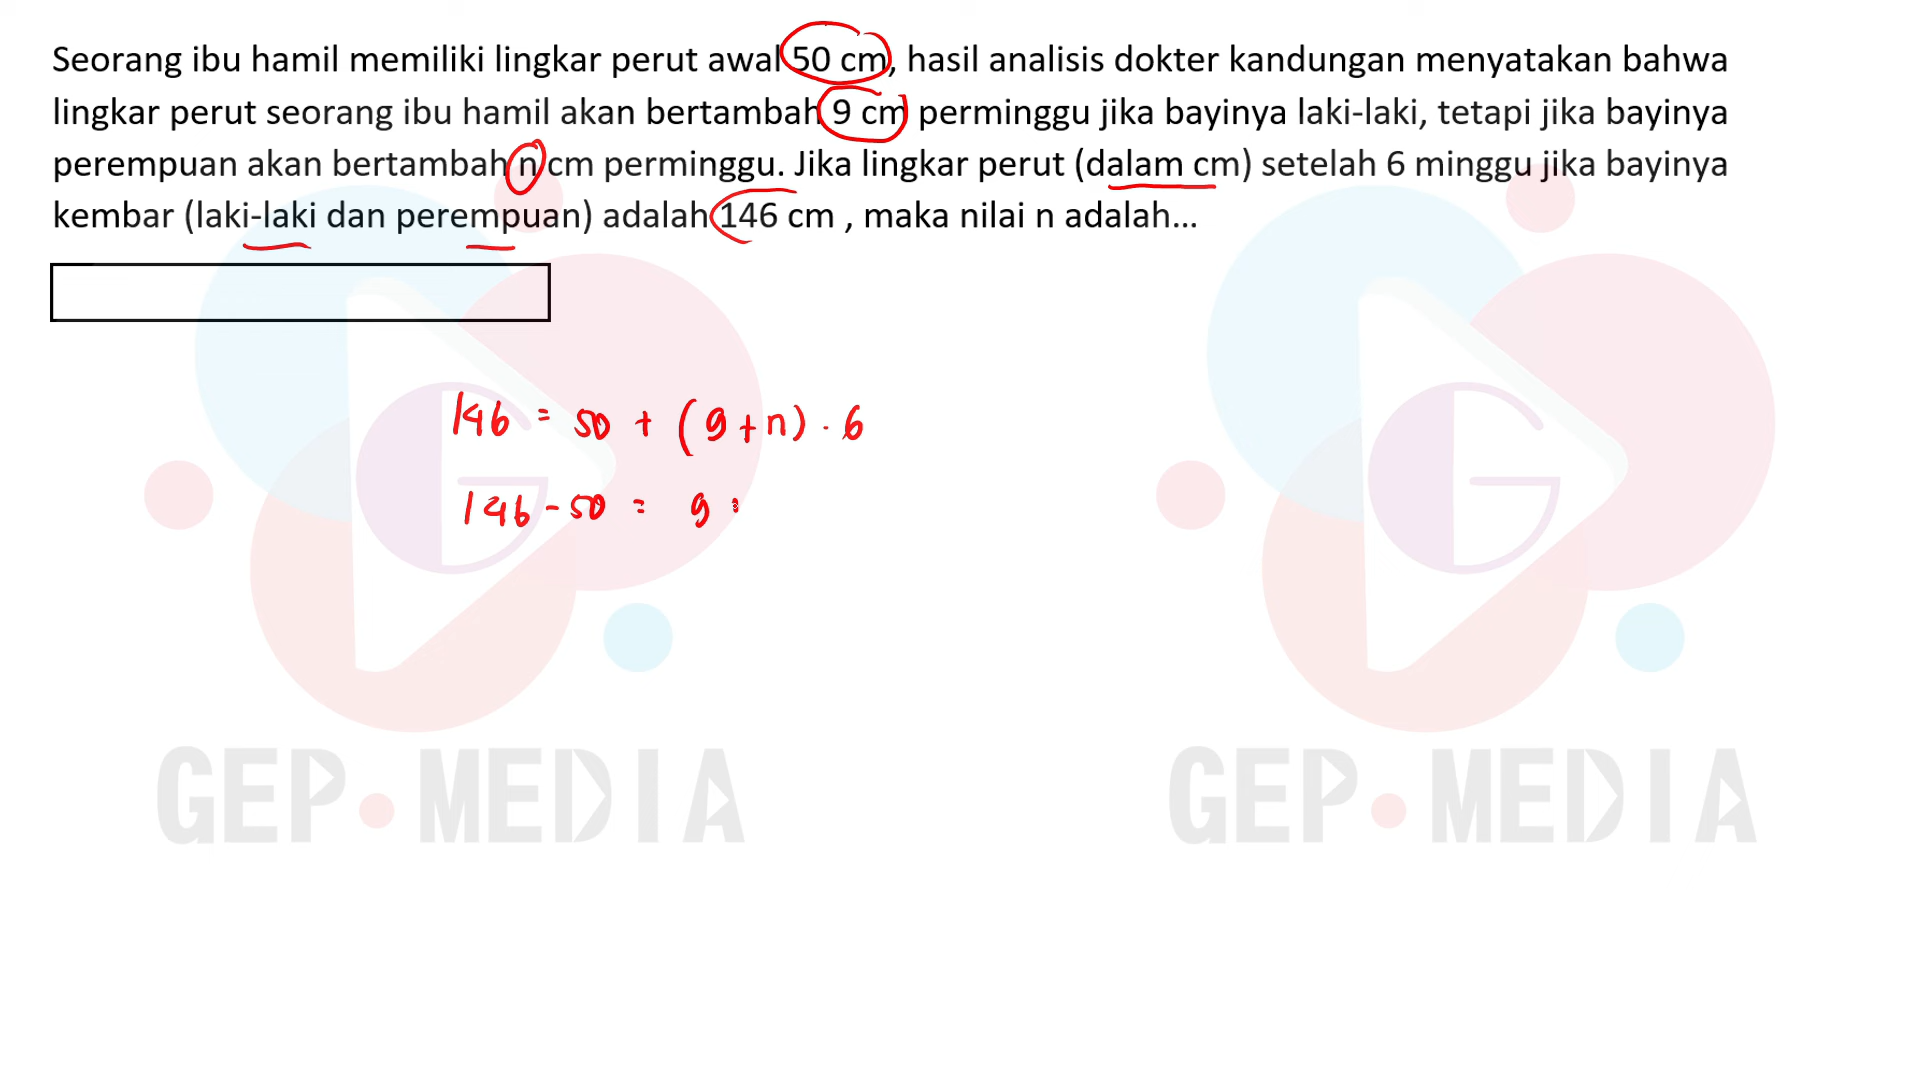 Seorang ibu hamil memiliki lingkar perut awal 50 cm, hasil analisis dokter kandungan menyatakan bahwa
lingkar perut seorang ibu hamil akan bertambah 9 cm perminggu jika bayinya laki-laki, tetapi jika bayinya
perempuan akan bertambah n cm perminggu. Jika lingkar perut (dalam cm) setelah 6 minggu jika bayinya
kembar (laki-laki dan perempuan) adalah 146 cm , maka nilai n adalah...
146 = 50 + (9+n) . 6
146 - 50 = 9
G G
GEP•MEDIA GEP•MEDIA